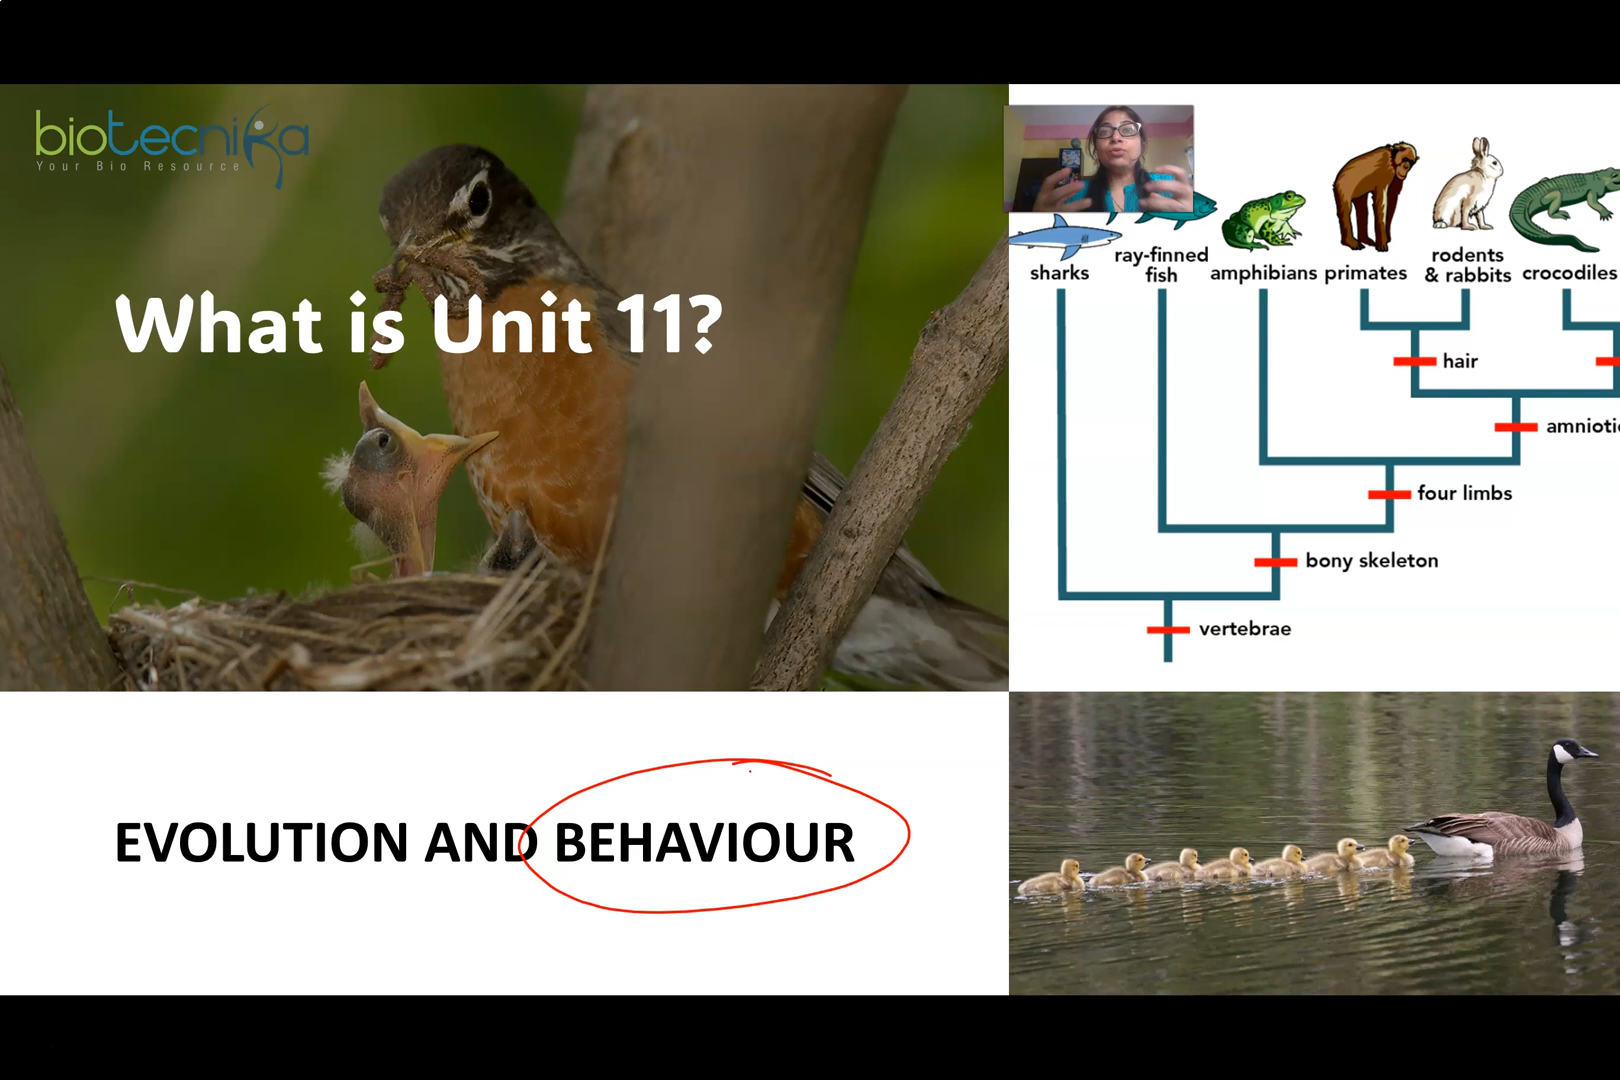 biotecnika
Your Bio Resource
What is Unit 11?
EVOLUTION AND BEHAVIOUR
sharks
ray-finned
fish
amphibians
primates
rodents
& rabbits
crocodiles
hair
amnioti
four limbs
bony skeleton
vertebrae